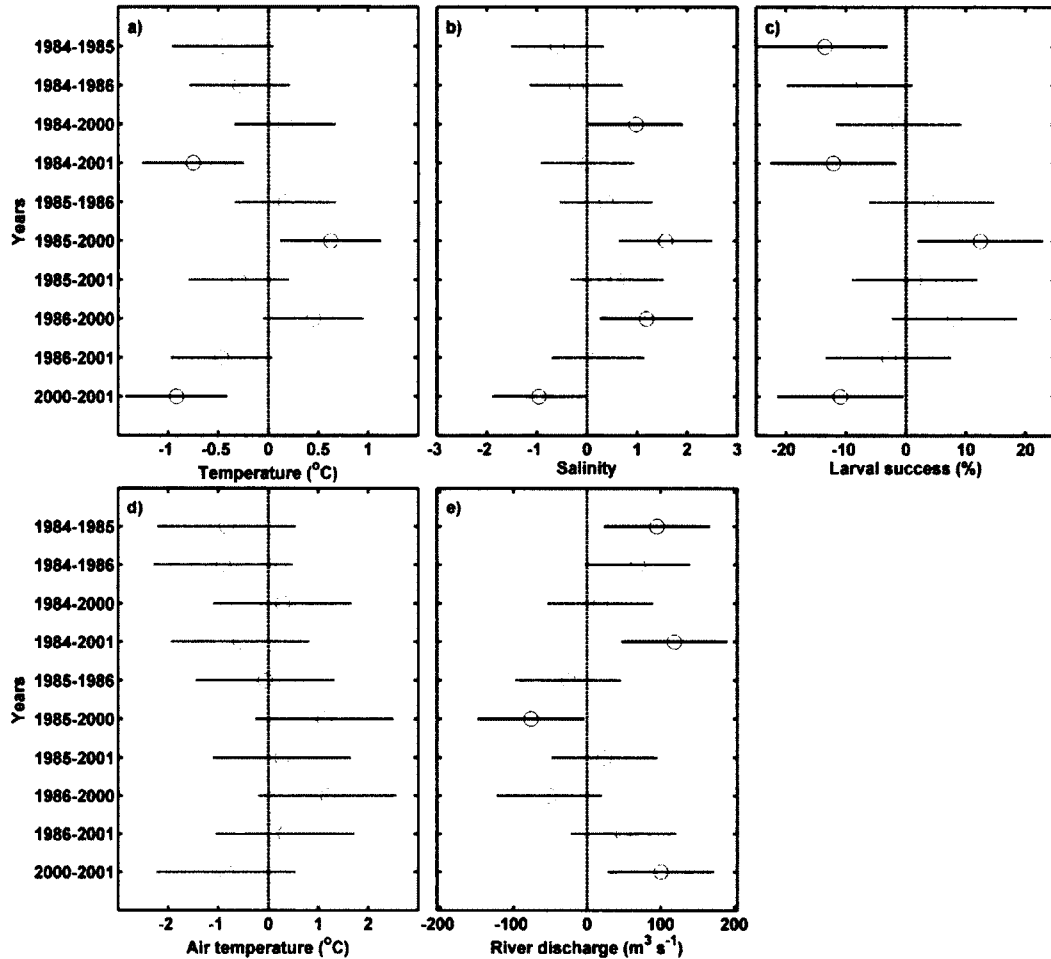 a)
b)
c)
1984-1985
1984-1986
1984-2000
1984-2001
1985-1986
1985-2000
1985-2001
1986-2000
1986-2001
2000-2001
Years
-1 -0.5 0 0.5 1
-3 -2 -1 0 1 2 3
-20 -10 0 10 20
Temperature (°C)
Salinity
Larval success (%)
d)
e)
1984-1985
1984-1986
1984-2000
1984-2001
1985-1986
1985-2000
1985-2001
1986-2000
1986-2001
2000-2001
Years
-2 -1 0 1 2
-200 -100 0 100 200
Air temperature (°C)
River discharge (m³ s⁻¹)